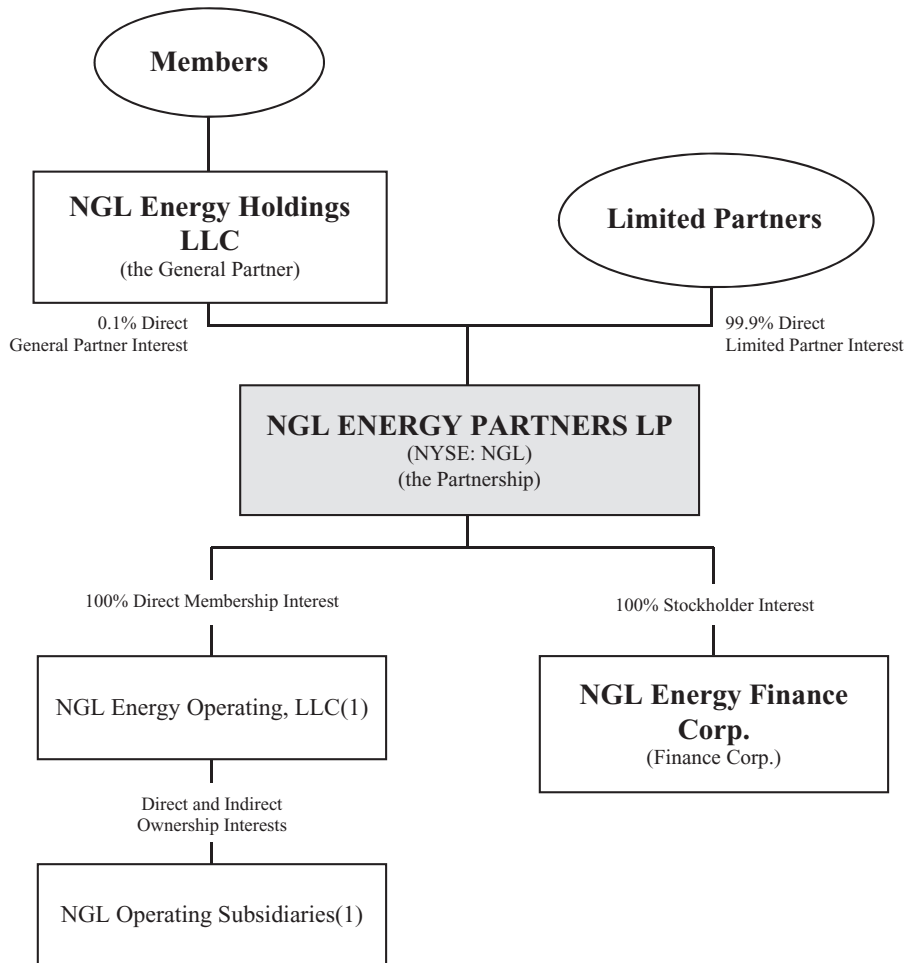 Members
NGL Energy Holdings
LLC
(the General Partner)
Limited Partners
0.1% Direct
General Partner Interest
99.9% Direct
Limited Partner Interest
NGL ENERGY PARTNERS LP
(NYSE: NGL)
(the Partnership)
100% Direct Membership Interest
100% Stockholder Interest
NGL Energy Operating, LLC(1)
NGL Energy Finance
Corp.
(Finance Corp.)
Direct and Indirect
Ownership Interests
NGL Operating Subsidiaries(1)